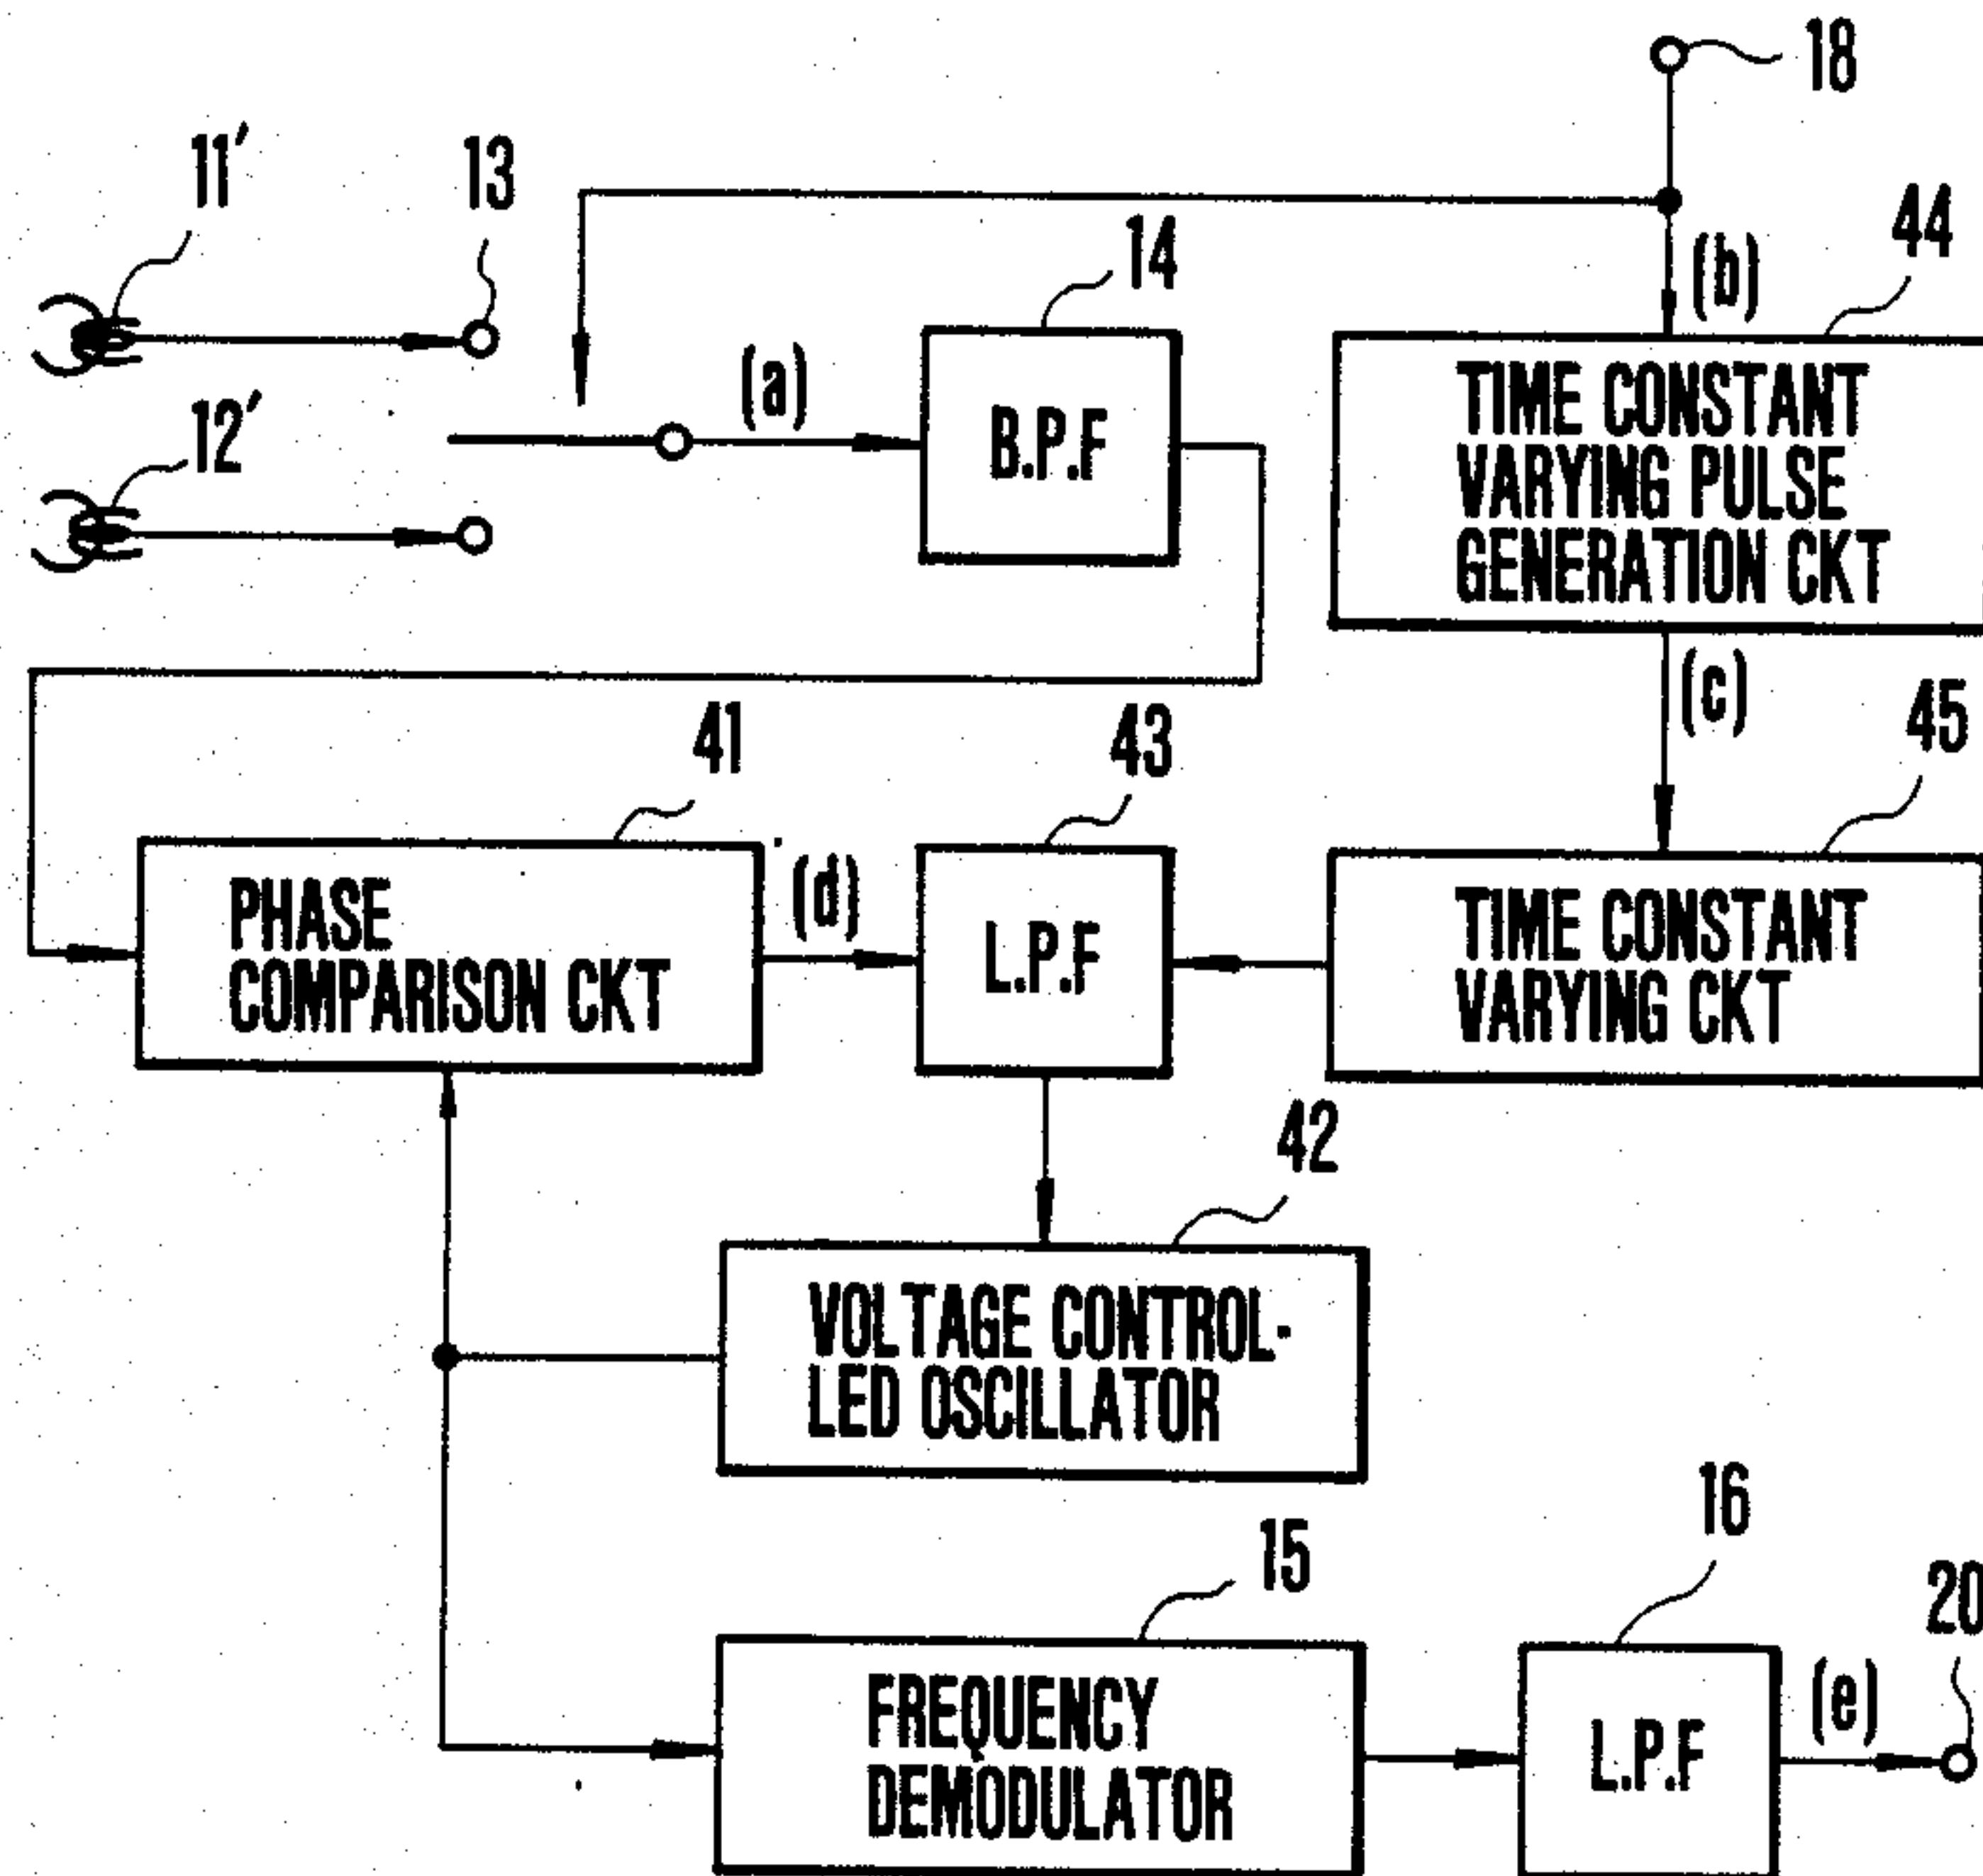 18
11'
13
14
44
(b)
(a)
12'
B.P.F
TIME CONSTANT
VARYING PULSE
GENERATION CKT
(c)
41
43
45
PHASE
COMPARISON CKT
(d)
L.P.F
TIME CONSTANT
VARYING CKT
42
VOLTAGE CONTROL-
LED OSCILLATOR
15
16
20
FREQUENCY
DEMODULATOR
L.P.F
(e)